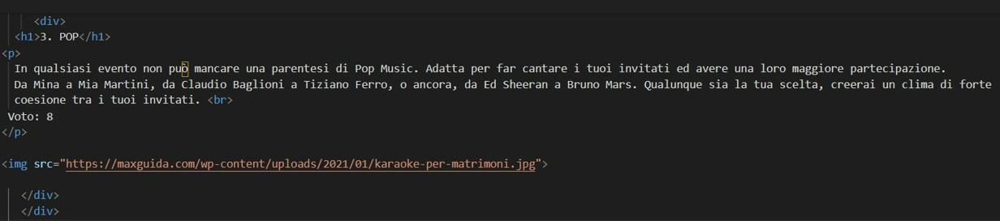 <div>
<h1>3. POP</h1>
<p>
In qualsiasi evento non può mancare una parentesi di Pop Music. Adatta per far cantare i tuoi invitati ed avere una loro maggiore partecipazione.
Da Mina a Mia Martini, da Claudio Baglioni a Tiziano Ferro, o ancora, da Ed Sheeran a Bruno Mars. Qualunque sia la tua scelta, creerai un clima di forte
coesione tra i tuoi invitati. <br>
Voto: 8
</p>
<img src="https://maxguida.com/wp-content/uploads/2021/01/karaoke-per-matrimoni.jpg">
</div>
</div>